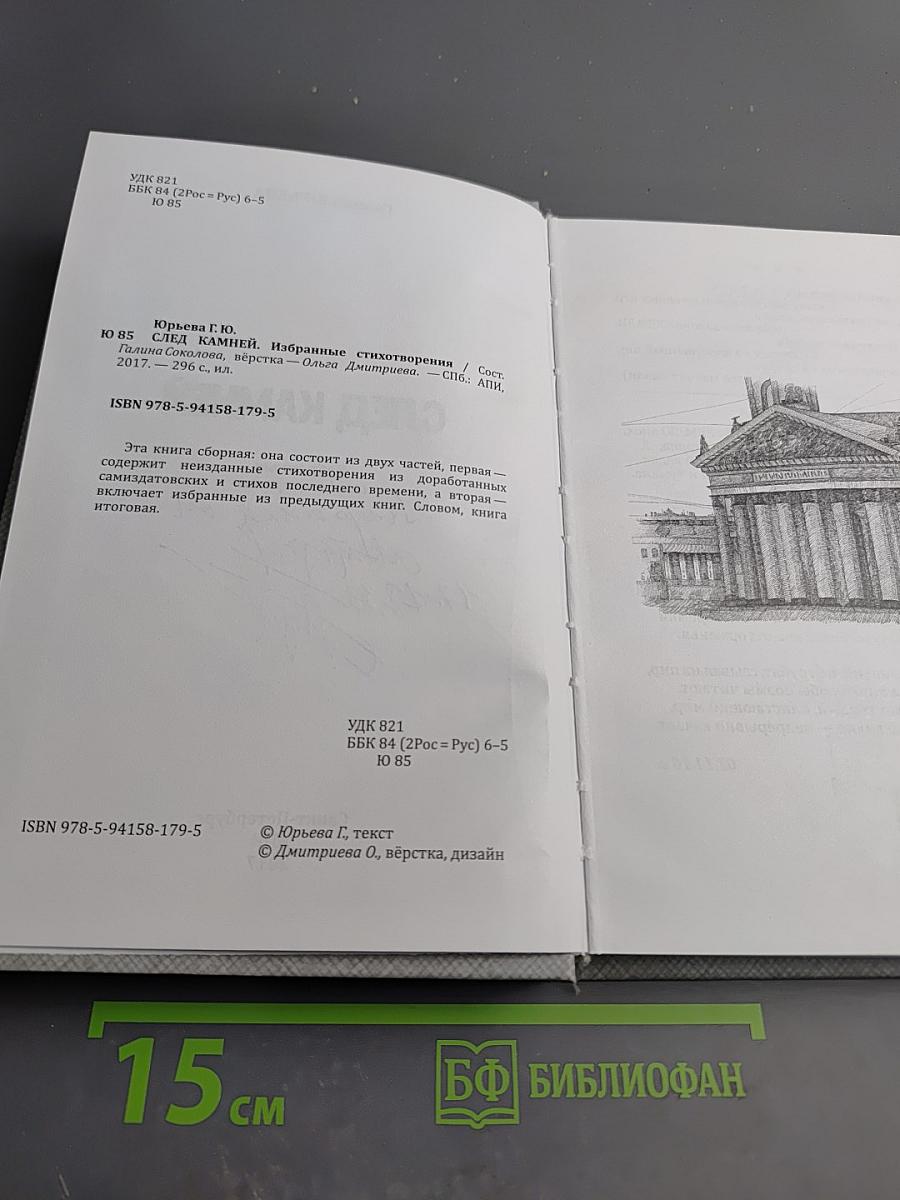 УДК 821
ББК 84 (2Рос = Рус) 6–5
Ю 85
Юрьева Г. Ю.
Ю 85 СЛЕД КАМНЕЙ. Избранные стихотворения / Сост.
Галина Соколова, вёрстка — Ольга Дмитриева. — СПб.: АПИ,
2017. — 296 с., ил.
ISBN 978-5-94158-179-5
Эта книга сборная: она состоит из двух частей, первая —
содержит неизданные стихотворения из доработанных
самиздатовских и стихов последнего времени, а вторая —
включает избранные из предыдущих книг. Словом, книга
итоговая.
УДК 821
ББК 84 (2Рос = Рус) 6–5
Ю 85
ISBN 978-5-94158-179-5
© Юрьева Г., текст
© Дмитриева О., вёрстка, дизайн
15 см
БФ БИБЛИОФАН